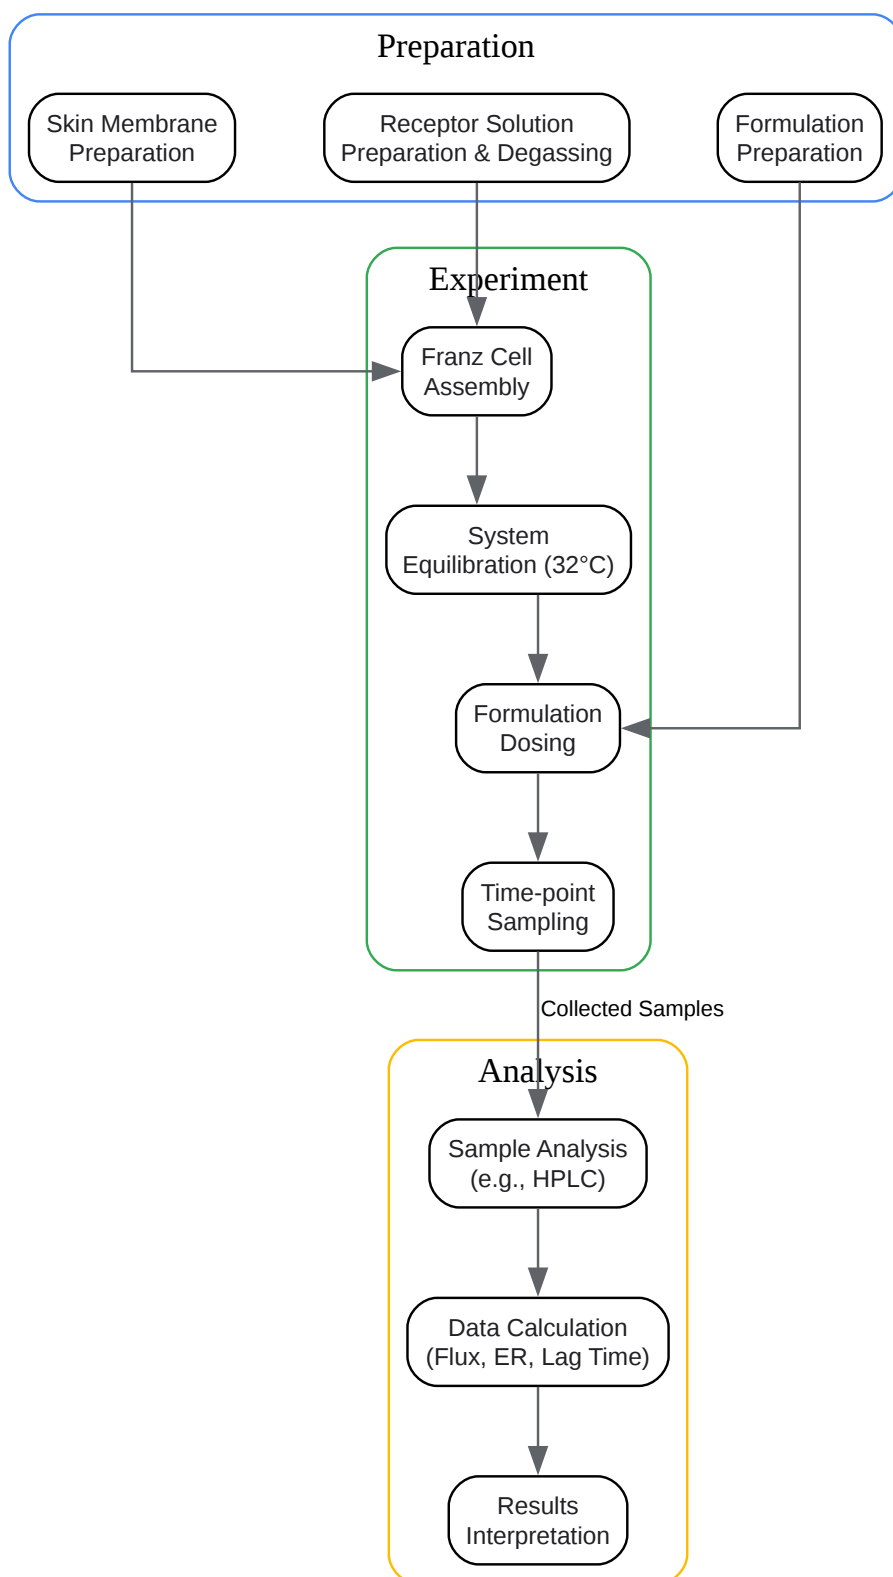 Preparation
Skin Membrane
Preparation
Receptor Solution
Preparation & Degassing
Formulation
Preparation
Experiment
Franz Cell
Assembly
System
Equilibration (32°C)
Formulation
Dosing
Time-point
Sampling
Collected Samples
Analysis
Sample Analysis
(e.g., HPLC)
Data Calculation
(Flux, ER, Lag Time)
Results
Interpretation